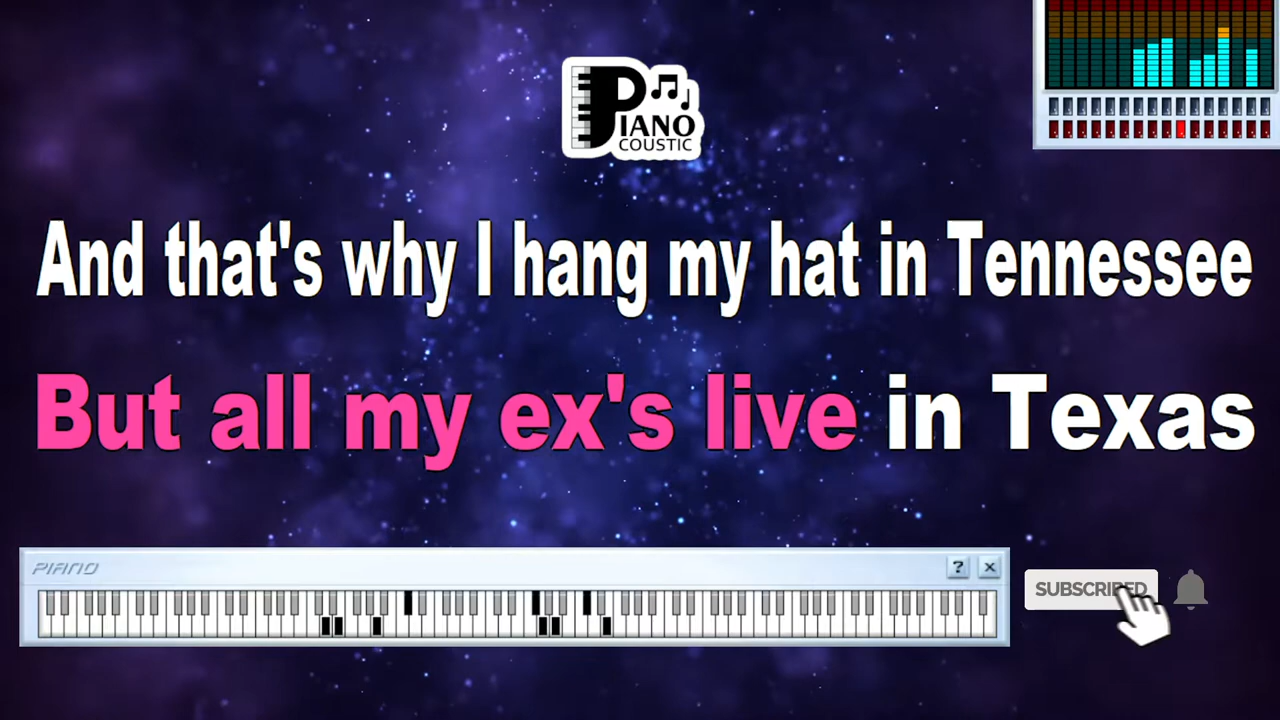 PIANO
COUSTIC
And that's why I hang my hat in Tennessee
But all my ex's live in Texas
PIANO
? ×
SUBSCRIBED